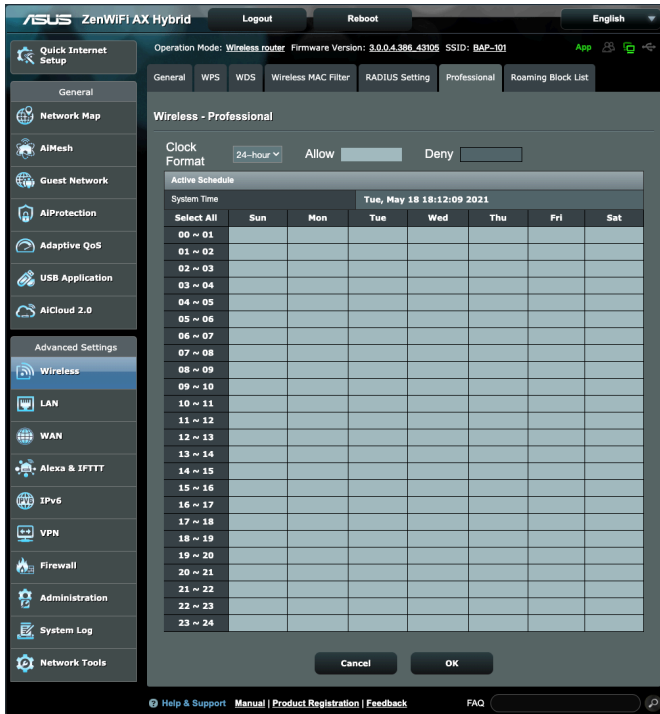 ASUS ZenWiFi AX Hybrid Logout Reboot English
Quick Internet Setup
General
Network Map
AiMesh
Guest Network
AiProtection
Adaptive QoS
USB Application
AiCloud 2.0
Advanced Settings
Wireless
LAN
WAN
Alexa & IFTTT
IPv6
VPN
Firewall
Administration
System Log
Network Tools
Operation Mode: Wireless router Firmware Version: 3.0.0.4.386_43105 SSID: BAP-101 App
General WPS WDS Wireless MAC Filter RADIUS Setting Professional Roaming Block List
Wireless - Professional
Clock Format 24-hour Allow Deny
Active Schedule
System Time Tue, May 18 18:12:09 2021
Select All Sun Mon Tue Wed Thu Fri Sat
00 ~ 01
01 ~ 02
02 ~ 03
03 ~ 04
04 ~ 05
05 ~ 06
06 ~ 07
07 ~ 08
08 ~ 09
09 ~ 10
10 ~ 11
11 ~ 12
12 ~ 13
13 ~ 14
14 ~ 15
15 ~ 16
16 ~ 17
17 ~ 18
18 ~ 19
19 ~ 20
20 ~ 21
21 ~ 22
22 ~ 23
23 ~ 24
Cancel OK
Help & Support Manual | Product Registration | Feedback FAQ